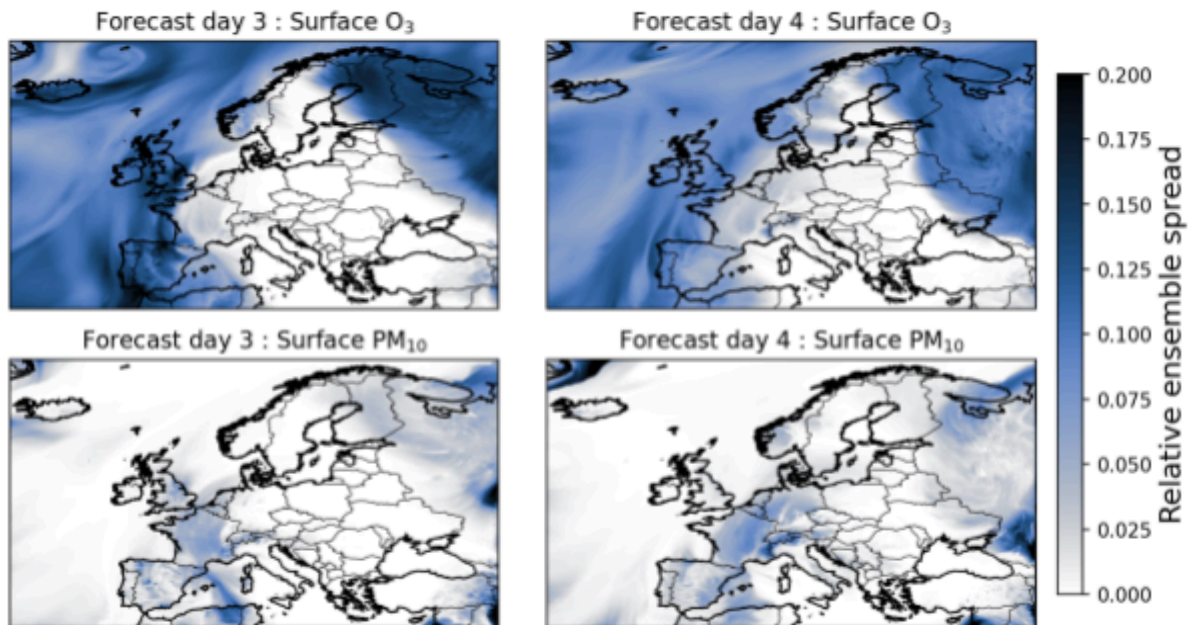 Forecast day 3 : Surface O₃
Forecast day 4 : Surface O₃
Forecast day 3 : Surface PM₁₀
Forecast day 4 : Surface PM₁₀
0.200
0.175
0.150
0.125
0.100
0.075
0.050
0.025
0.000
Relative ensemble spread